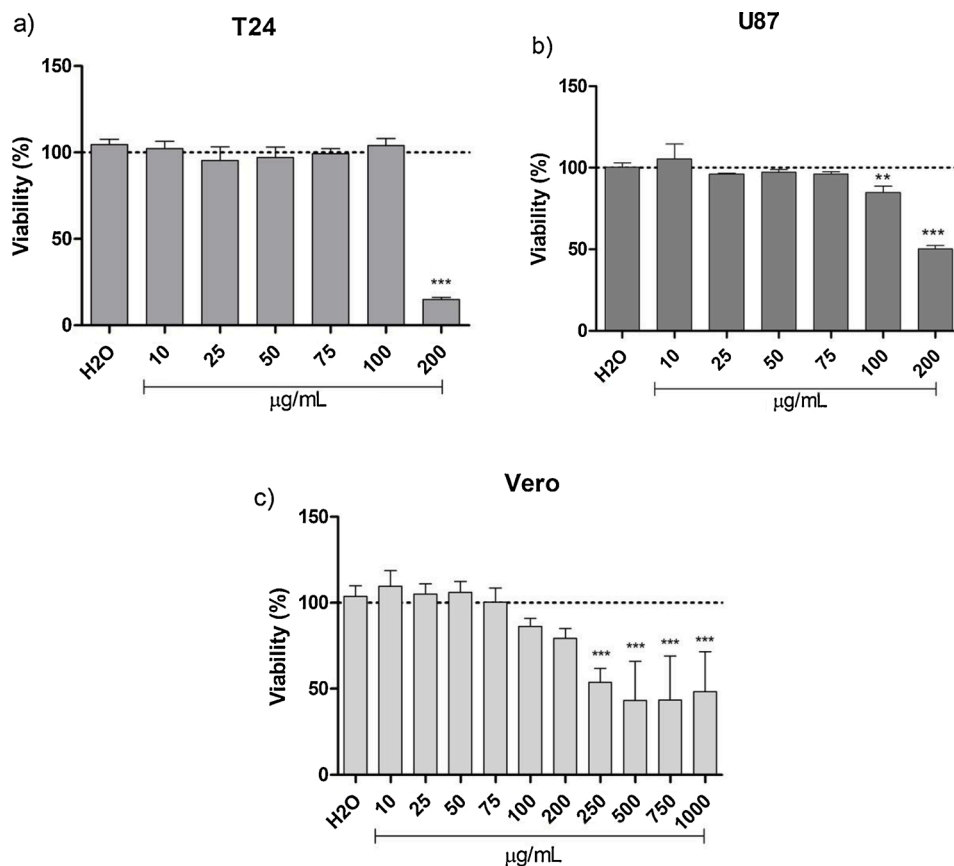 a)
T24
Viability (%)
150
100
50
0
***
H2O 10 25 50 75 100 200
µg/mL
b)
U87
Viability (%)
150
100
50
0
**
***
H2O 10 25 50 75 100 200
µg/mL
c)
Vero
Viability (%)
150
100
50
0
*** *** *** ***
H2O 10 25 50 75 100 200 250 500 750 1000
µg/mL